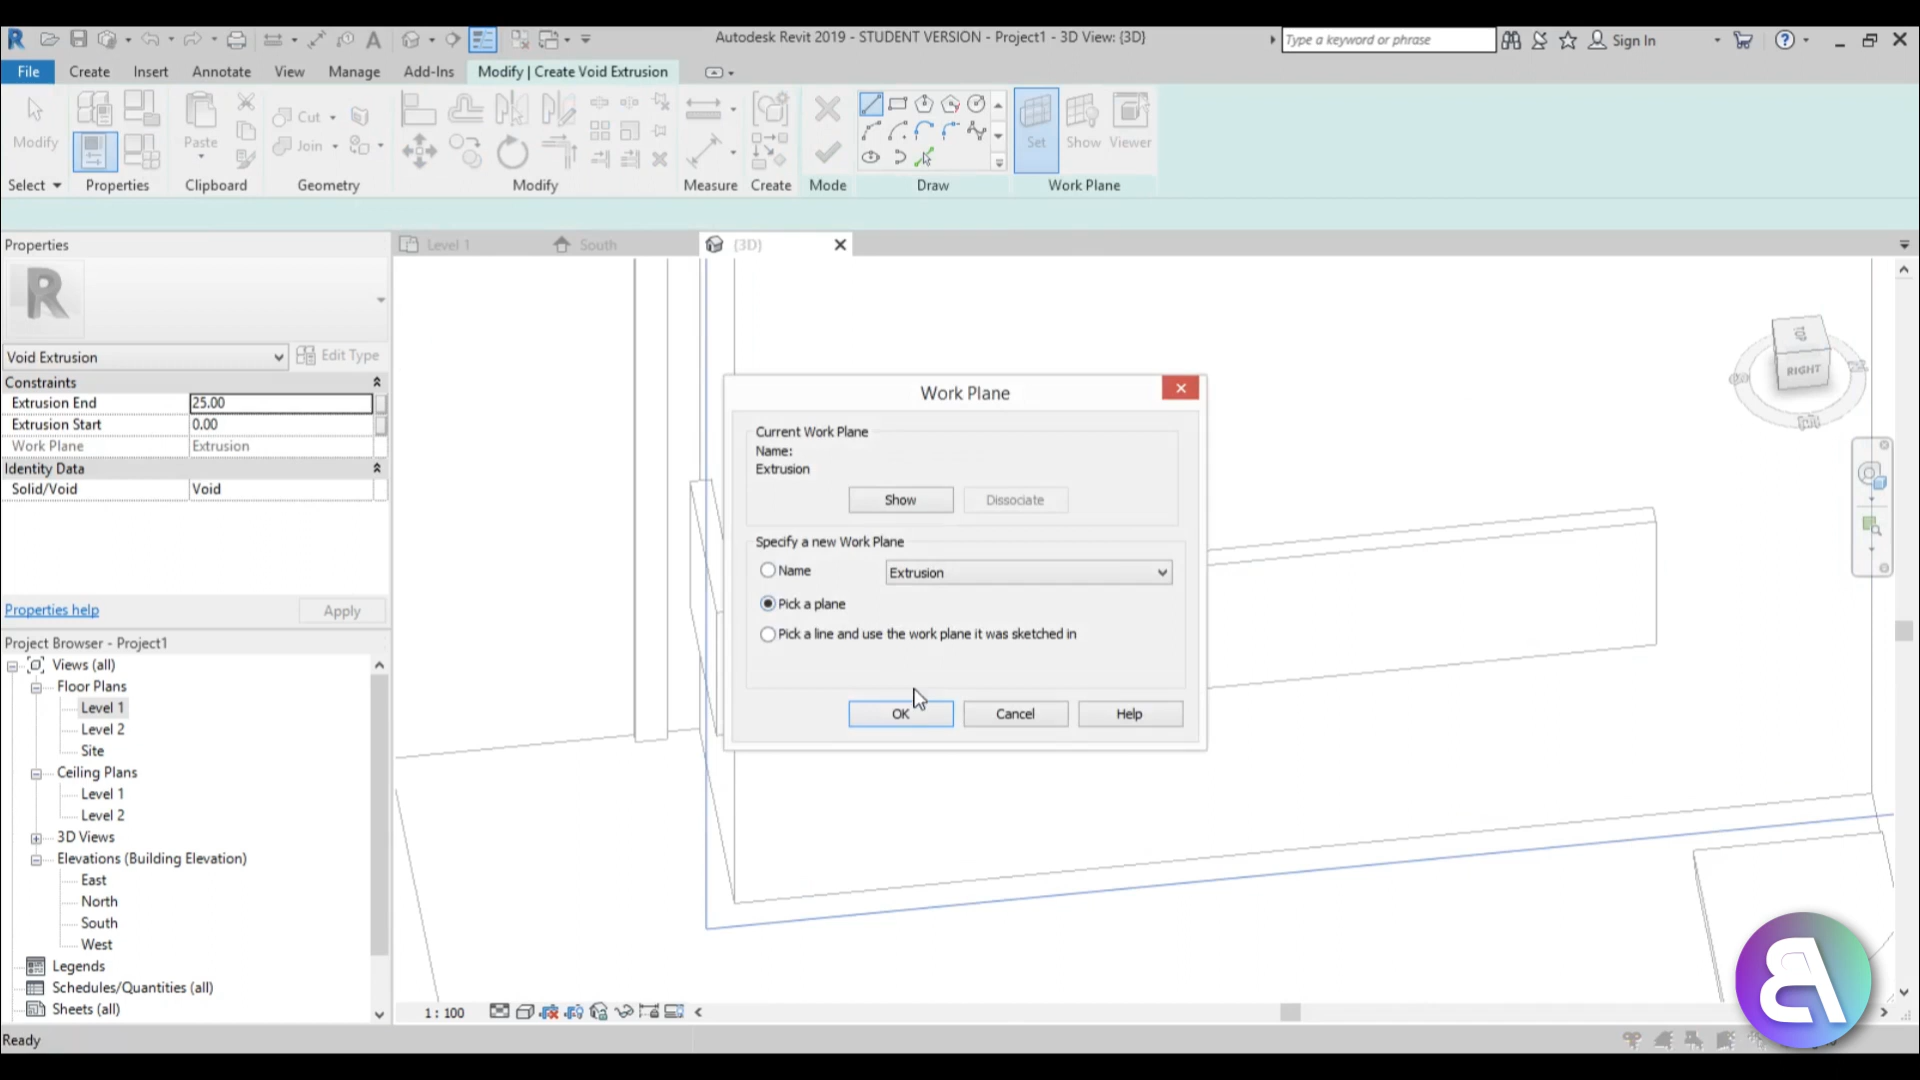 Autodesk Revit 2019 - STUDENT VERSION - Project1 - 3D View: {3D}
Type a keyword or phrase
Sign In
File Create Insert Annotate View Manage Add-Ins Modify | Create Void Extrusion
Modify
Paste
Cut
Join
Set Show Viewer
Select Properties Clipboard Geometry Modify Measure Create Mode Draw Work Plane
Properties
Level 1
South
{3D}
R
Void Extrusion
Edit Type
Constraints
Extrusion End 25.00
Extrusion Start 0.00
Work Plane Extrusion
Identity Data
Solid/Void Void
Properties help
Apply
Project Browser - Project1
Views (all)
Floor Plans
Level 1
Level 2
Site
Ceiling Plans
Level 1
Level 2
3D Views
Elevations (Building Elevation)
East
North
South
West
Legends
Schedules/Quantities (all)
Sheets (all)
Work Plane
Current Work Plane
Name:
Extrusion
Show Dissociate
Specify a new Work Plane
Name Extrusion
Pick a plane
Pick a line and use the work plane it was sketched in
OK Cancel Help
TOP
RIGHT
1 : 100
Ready